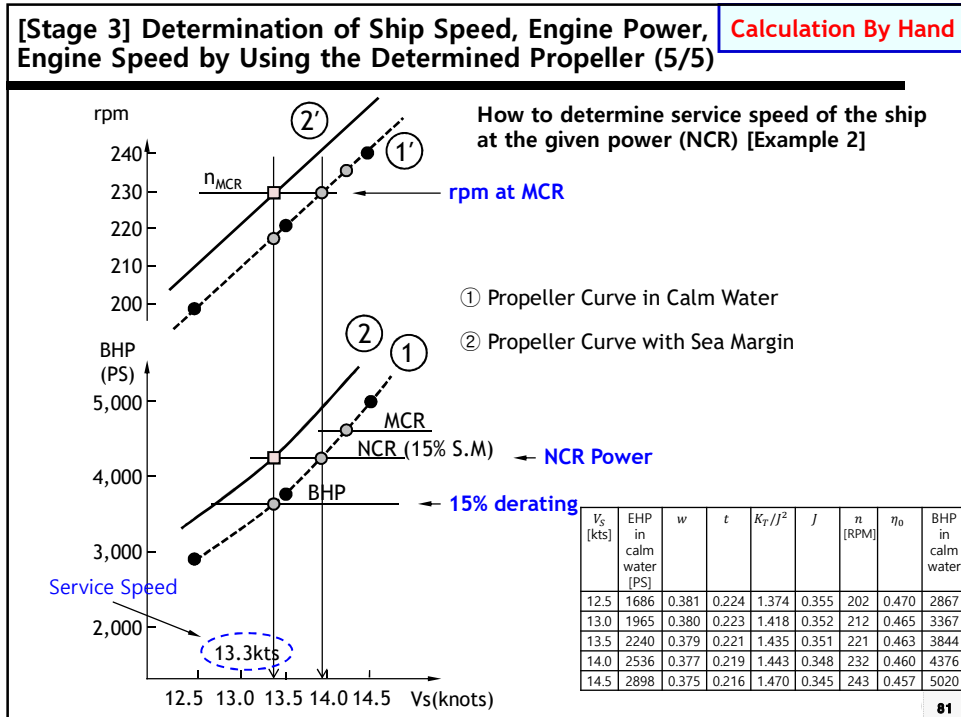 [Stage 3] Determination of Ship Speed, Engine Power,
Engine Speed by Using the Determined Propeller (5/5)
Calculation By Hand
How to determine service speed of the ship
at the given power (NCR) [Example 2]
rpm
240
230
220
210
200
n_MCR
②'
①'
rpm at MCR
① Propeller Curve in Calm Water
② Propeller Curve with Sea Margin
BHP
(PS)
5,000
4,000
3,000
2,000
②
①
MCR
NCR (15% S.M)
NCR Power
BHP
15% derating
Service Speed
13.3kts
12.5 13.0 13.5 14.0 14.5 Vs(knots)
V_S [kts] | EHP in calm water [PS] | w | t | K_T/J² | J | n [RPM] | η₀ | BHP in calm water
12.5 | 1686 | 0.381 | 0.224 | 1.374 | 0.355 | 202 | 0.470 | 2867
13.0 | 1965 | 0.380 | 0.223 | 1.418 | 0.352 | 212 | 0.465 | 3367
13.5 | 2240 | 0.379 | 0.221 | 1.435 | 0.351 | 221 | 0.463 | 3844
14.0 | 2536 | 0.377 | 0.219 | 1.443 | 0.348 | 232 | 0.460 | 4376
14.5 | 2898 | 0.375 | 0.216 | 1.470 | 0.345 | 243 | 0.457 | 5020
81